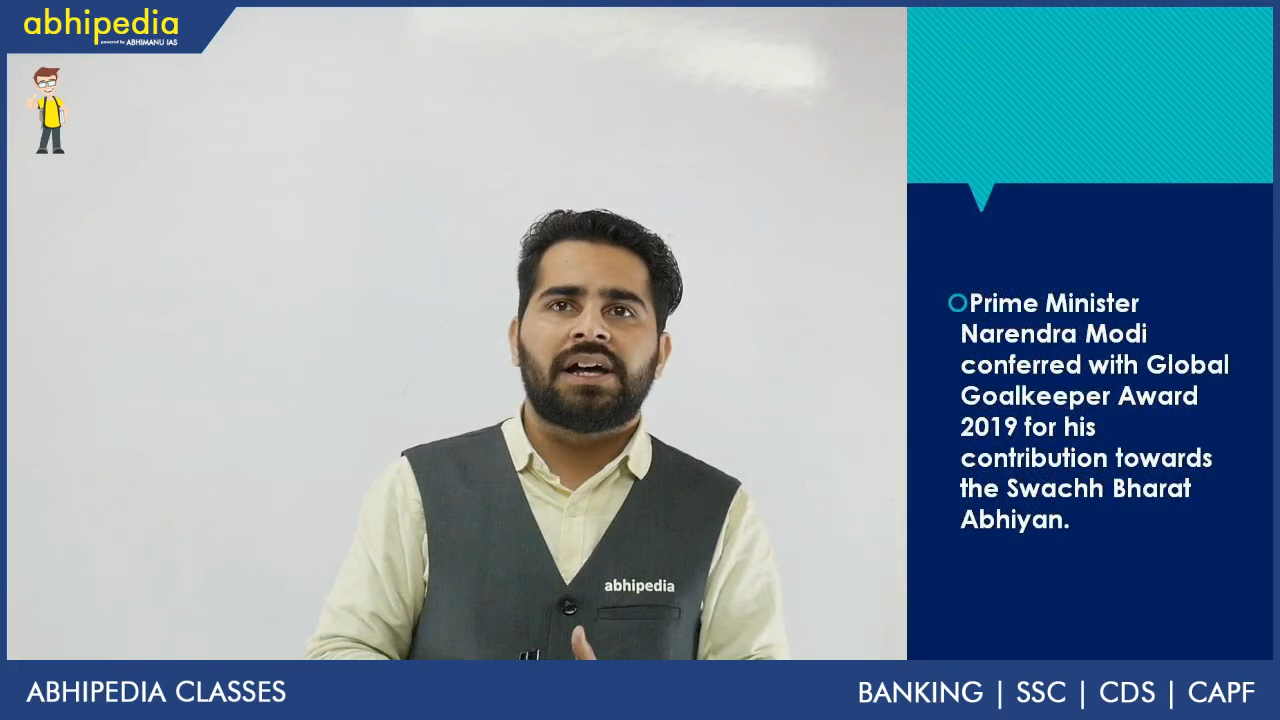 abhipedia
powered by ABHIMANU IAS
Prime Minister
Narendra Modi
conferred with Global
Goalkeeper Award
2019 for his
contribution towards
the Swachh Bharat
Abhiyan.
abhipedia
ABHIPEDIA CLASSES
BANKING | SSC | CDS | CAPF